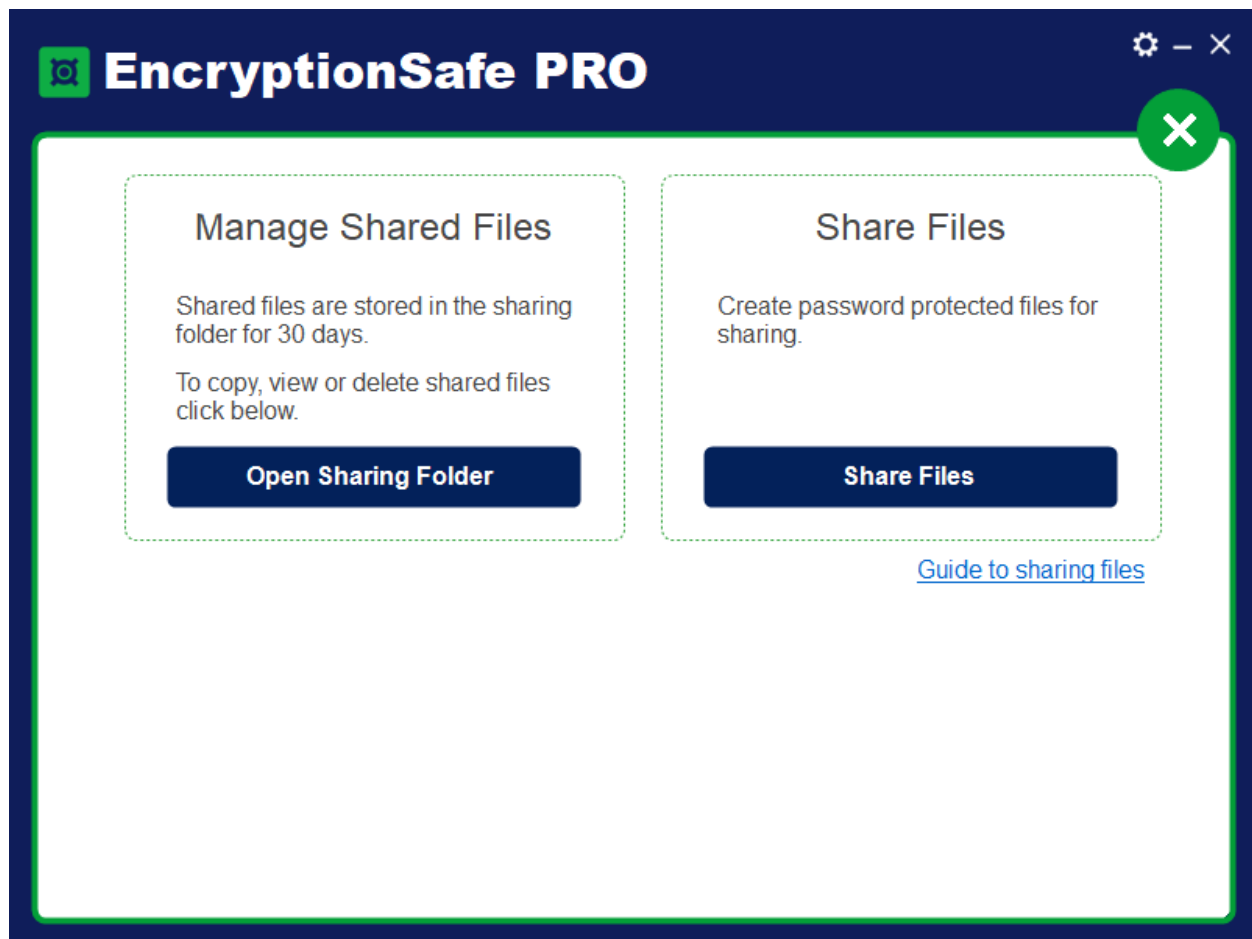 EncryptionSafe PRO
Manage Shared Files
Shared files are stored in the sharing
folder for 30 days.
To copy, view or delete shared files
click below.
Open Sharing Folder
Share Files
Create password protected files for
sharing.
Share Files
Guide to sharing files